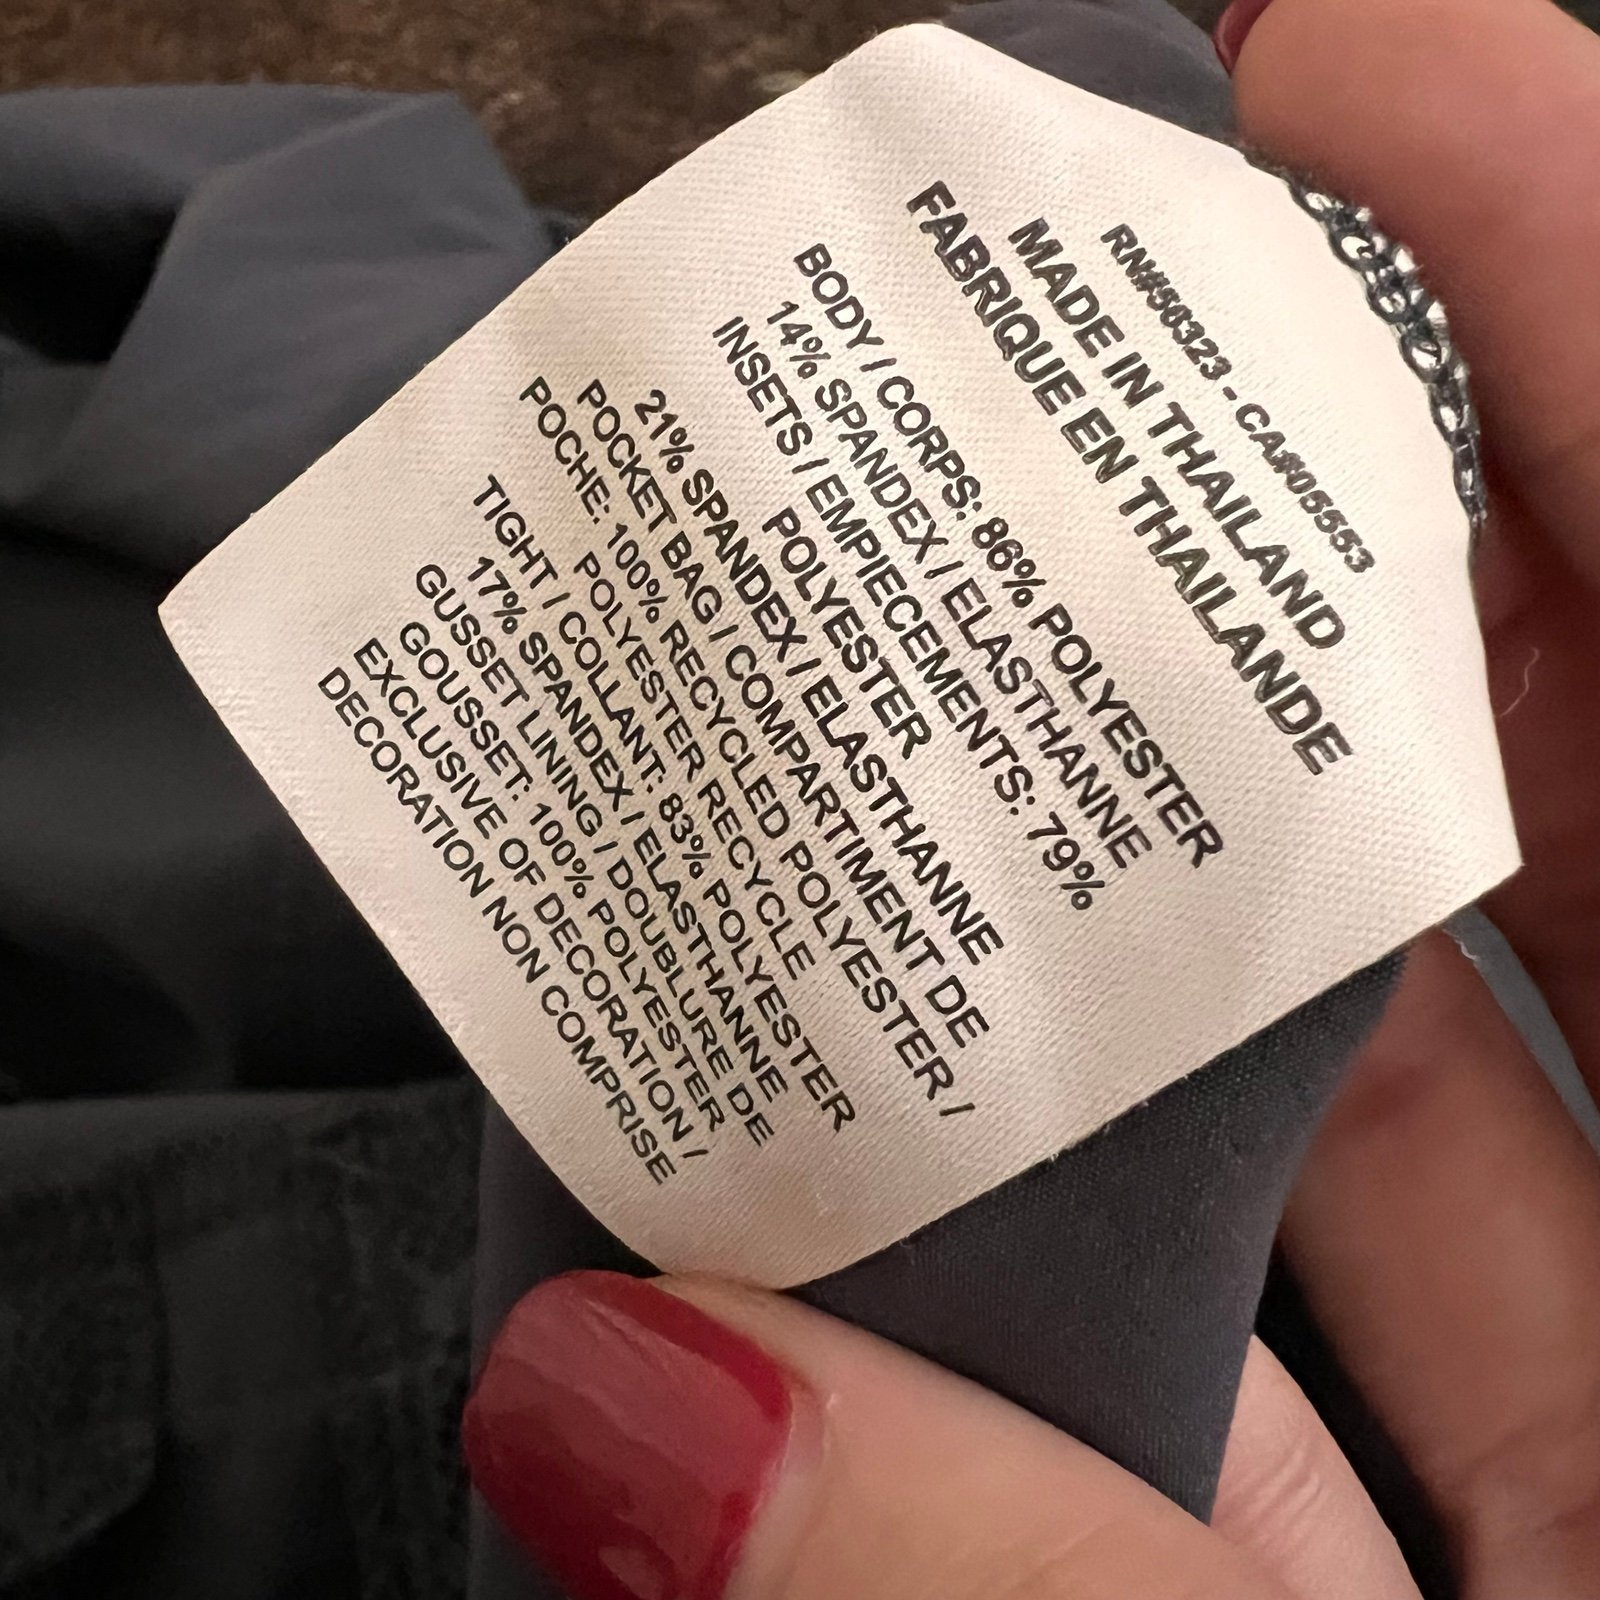 RN#56323 - CA#05553
MADE IN THAILAND
FABRIQUE EN THAILANDE
BODY / CORPS: 86% POLYESTER
14% SPANDEX / ELASTHANNE
INSETS / EMPIECEMENTS: 79%
POLYESTER
21% SPANDEX / ELASTHANNE
POCKET BAG / COMPARTIMENT DE
POCHE: 100% RECYCLED POLYESTER /
POLYESTER RECYCLE
TIGHT / COLLANT: 83% POLYESTER
17% SPANDEX / ELASTHANNE
GUSSET LINING / DOUBLURE DE
GOUSSET: 100% POLYESTER
EXCLUSIVE OF DECORATION /
DECORATION NON COMPRISE